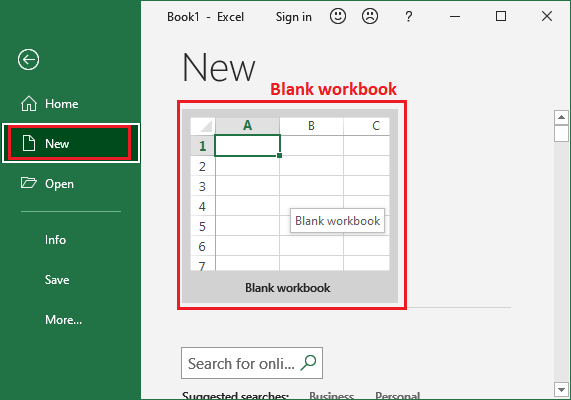 Book1 - Excel Sign in ?
Home
New
Open
Info
Save
More...
New
Blank workbook
A B C
1
2
3
4
5
6
7
Blank workbook
Blank workbook
Search for onli...
Suggested searches: Business Personal